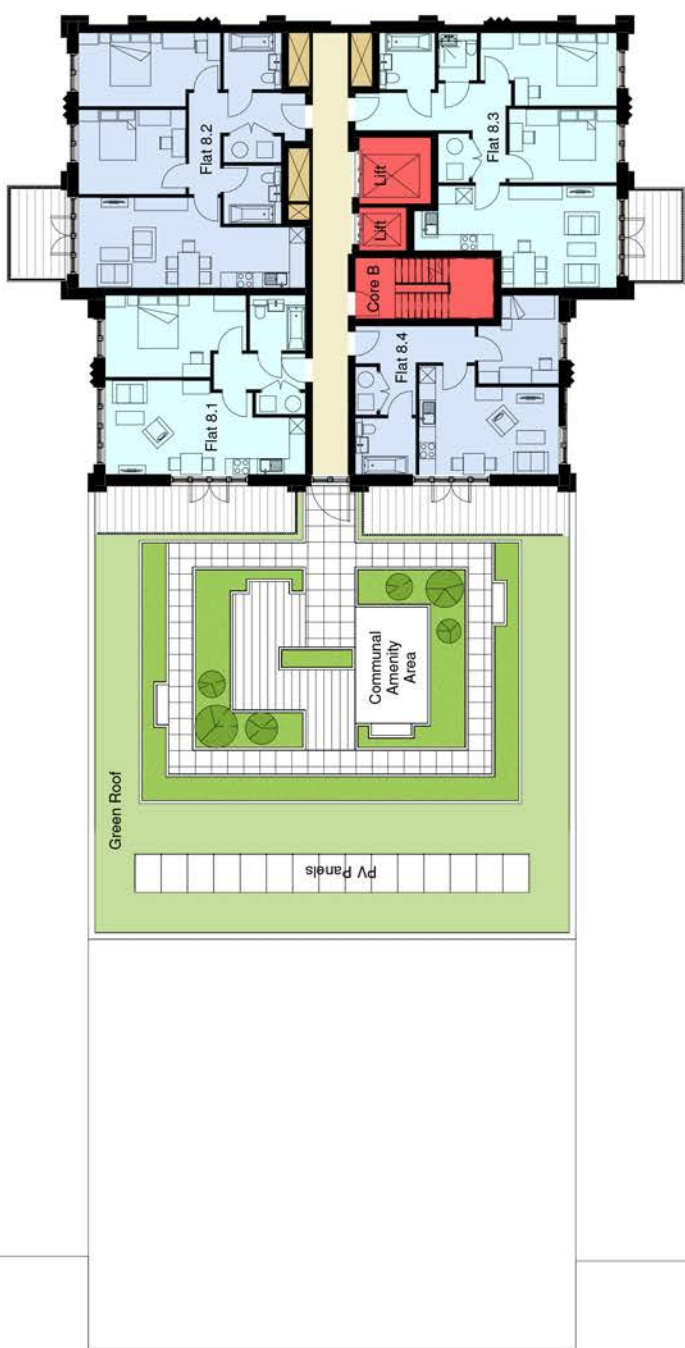 Flat 8.2
Flat 8.3
Lift
Lift
Core B
Flat 8.4
Flat 8.1
Communal
Amenity
Area
Green Roof
PV Panels